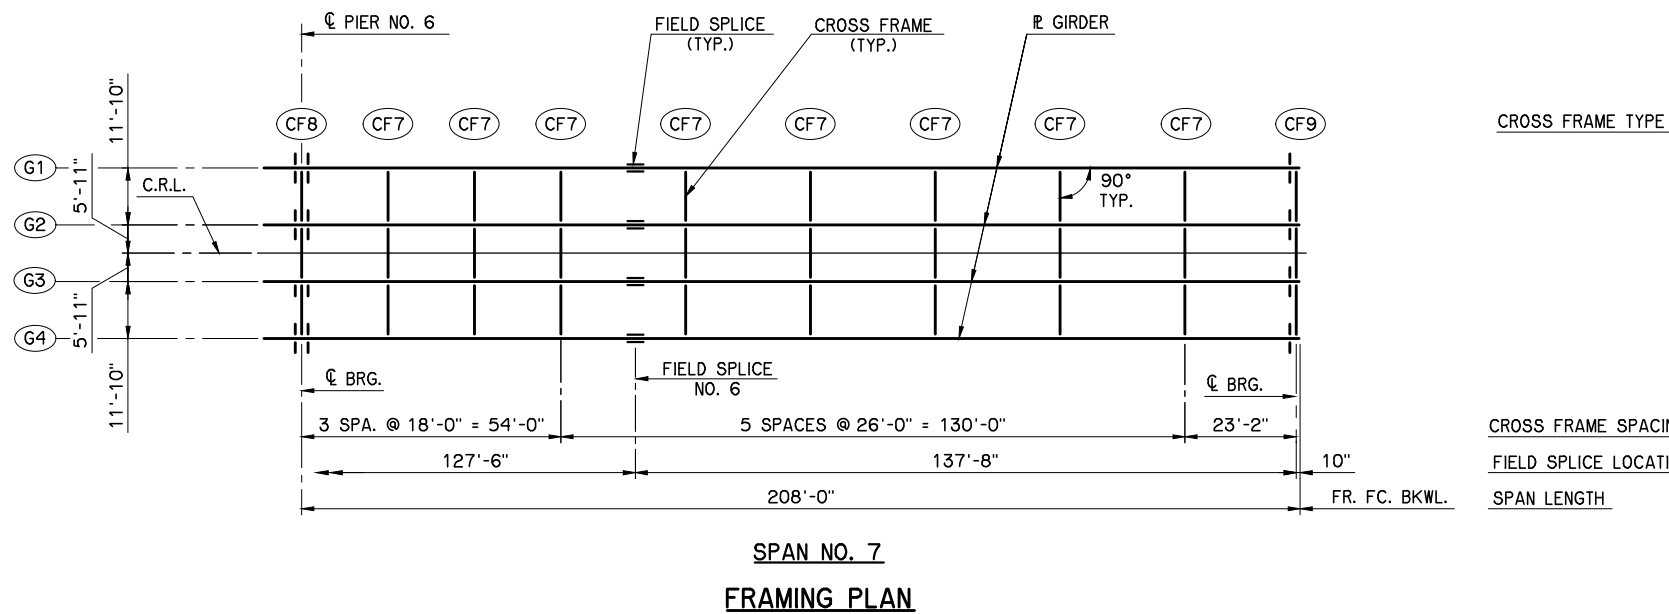 ℄ PIER NO. 6
FIELD SPLICE
(TYP.)
CROSS FRAME
(TYP.)
PL GIRDER
11'-10"
CF8 CF7 CF7 CF7 CF7 CF7 CF7 CF7 CF7 CF9
CROSS FRAME TYPE
G1
5'-11"
C.R.L.
90°
TYP.
G2
G3
5'-11"
G4
11'-10"
℄ BRG.
FIELD SPLICE
NO. 6
℄ BRG.
3 SPA. @ 18'-0" = 54'-0" 5 SPACES @ 26'-0" = 130'-0" 23'-2"
CROSS FRAME SPACIN
127'-6" 137'-8" 10"
FIELD SPLICE LOCATI
208'-0" FR. FC. BKWL.
SPAN LENGTH
SPAN NO. 7
FRAMING PLAN